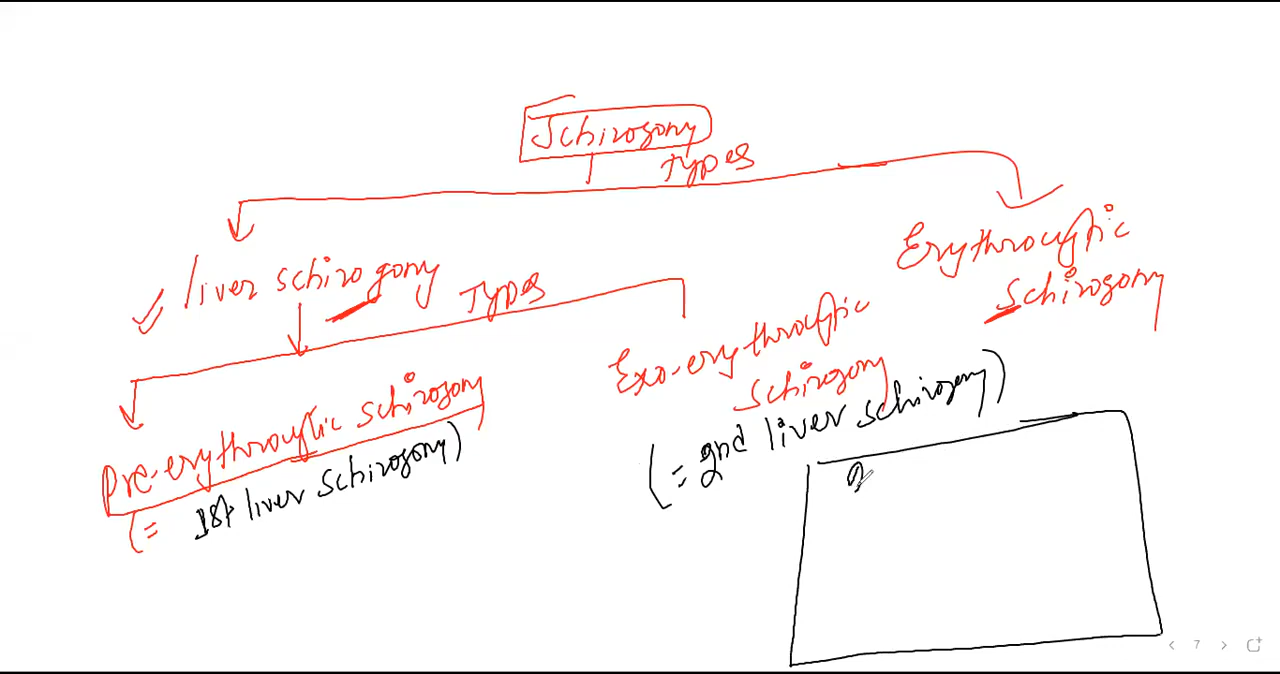 Schizogony
Types
liver schizogony
Types
Erythrocytic
Schizogony
Pre-erythrocytic Schizogony
(= 1st liver Schizogony)
Exo-erythrocytic
Schizogony
(= 2nd liver Schizogony)
7